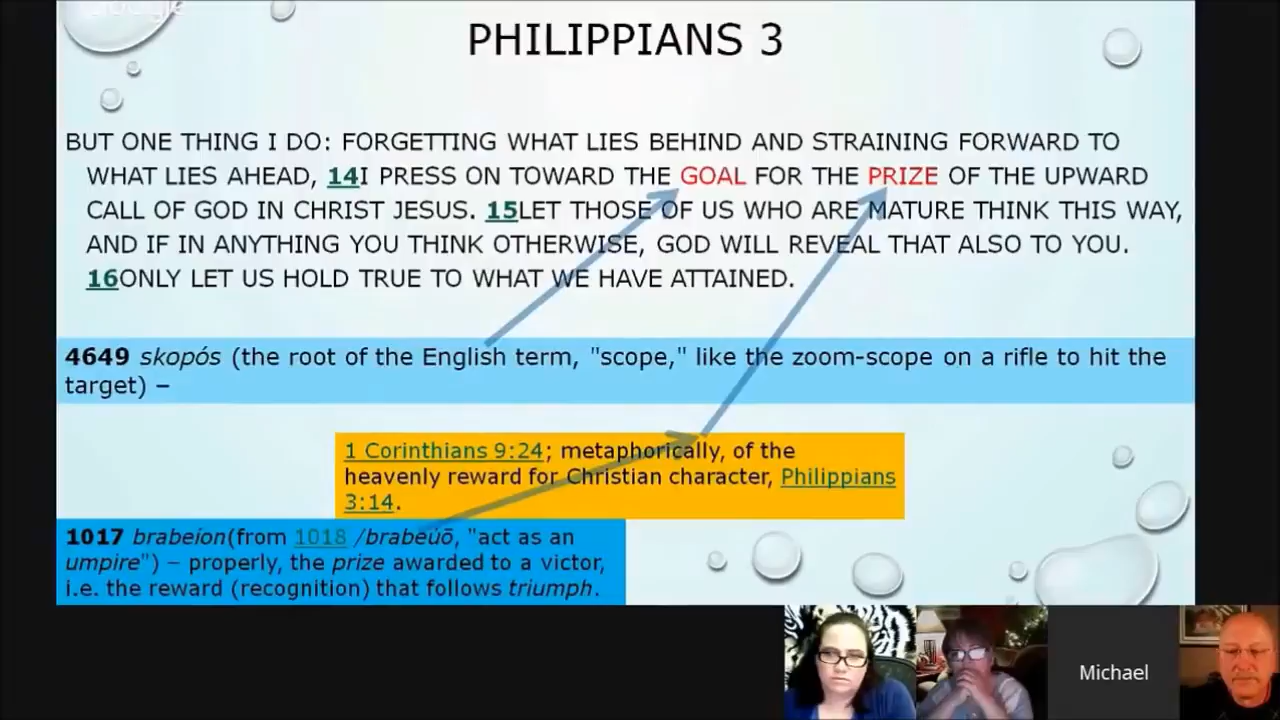 Google
PHILIPPIANS 3
BUT ONE THING I DO: FORGETTING WHAT LIES BEHIND AND STRAINING FORWARD TO
WHAT LIES AHEAD, 14I PRESS ON TOWARD THE GOAL FOR THE PRIZE OF THE UPWARD
CALL OF GOD IN CHRIST JESUS. 15LET THOSE OF US WHO ARE MATURE THINK THIS WAY,
AND IF IN ANYTHING YOU THINK OTHERWISE, GOD WILL REVEAL THAT ALSO TO YOU.
16ONLY LET US HOLD TRUE TO WHAT WE HAVE ATTAINED.
4649 skopós (the root of the English term, "scope," like the zoom-scope on a rifle to hit the
target) –
1 Corinthians 9:24; metaphorically, of the
heavenly reward for Christian character, Philippians
3:14.
1017 brabeíon(from 1018 /brabeúō, "act as an
umpire") – properly, the prize awarded to a victor,
i.e. the reward (recognition) that follows triumph.
Michael